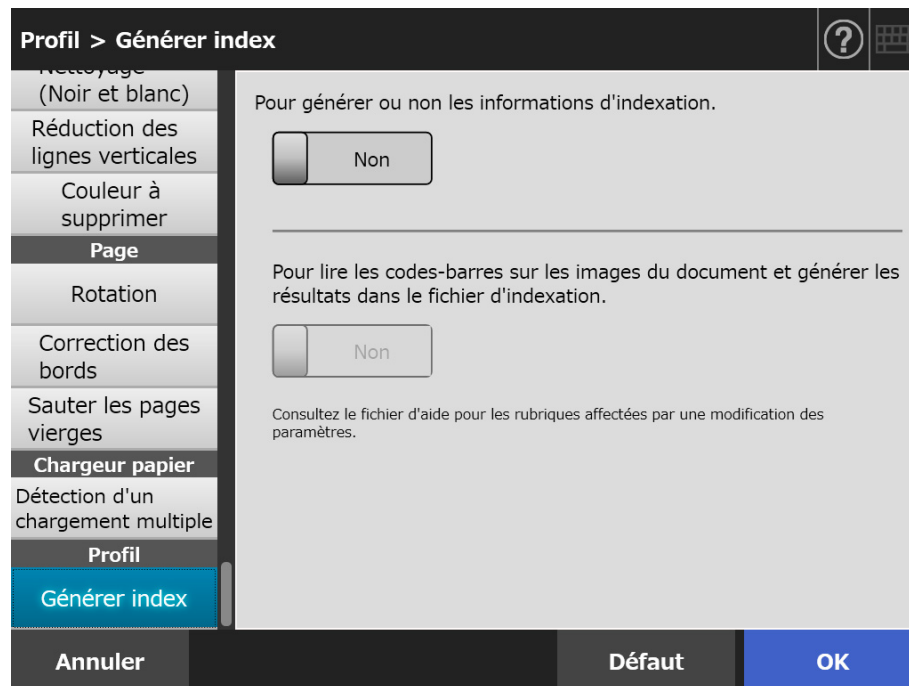 Profil > Générer index
Nettoyage
(Noir et blanc)
Réduction des
lignes verticales
Couleur à
supprimer
Page
Rotation
Correction des
bords
Sauter les pages
vierges
Chargeur papier
Détection d'un
chargement multiple
Profil
Générer index
Pour générer ou non les informations d'indexation.
Non
Pour lire les codes-barres sur les images du document et générer les
résultats dans le fichier d'indexation.
Non
Consultez le fichier d'aide pour les rubriques affectées par une modification des
paramètres.
Annuler
Défaut
OK